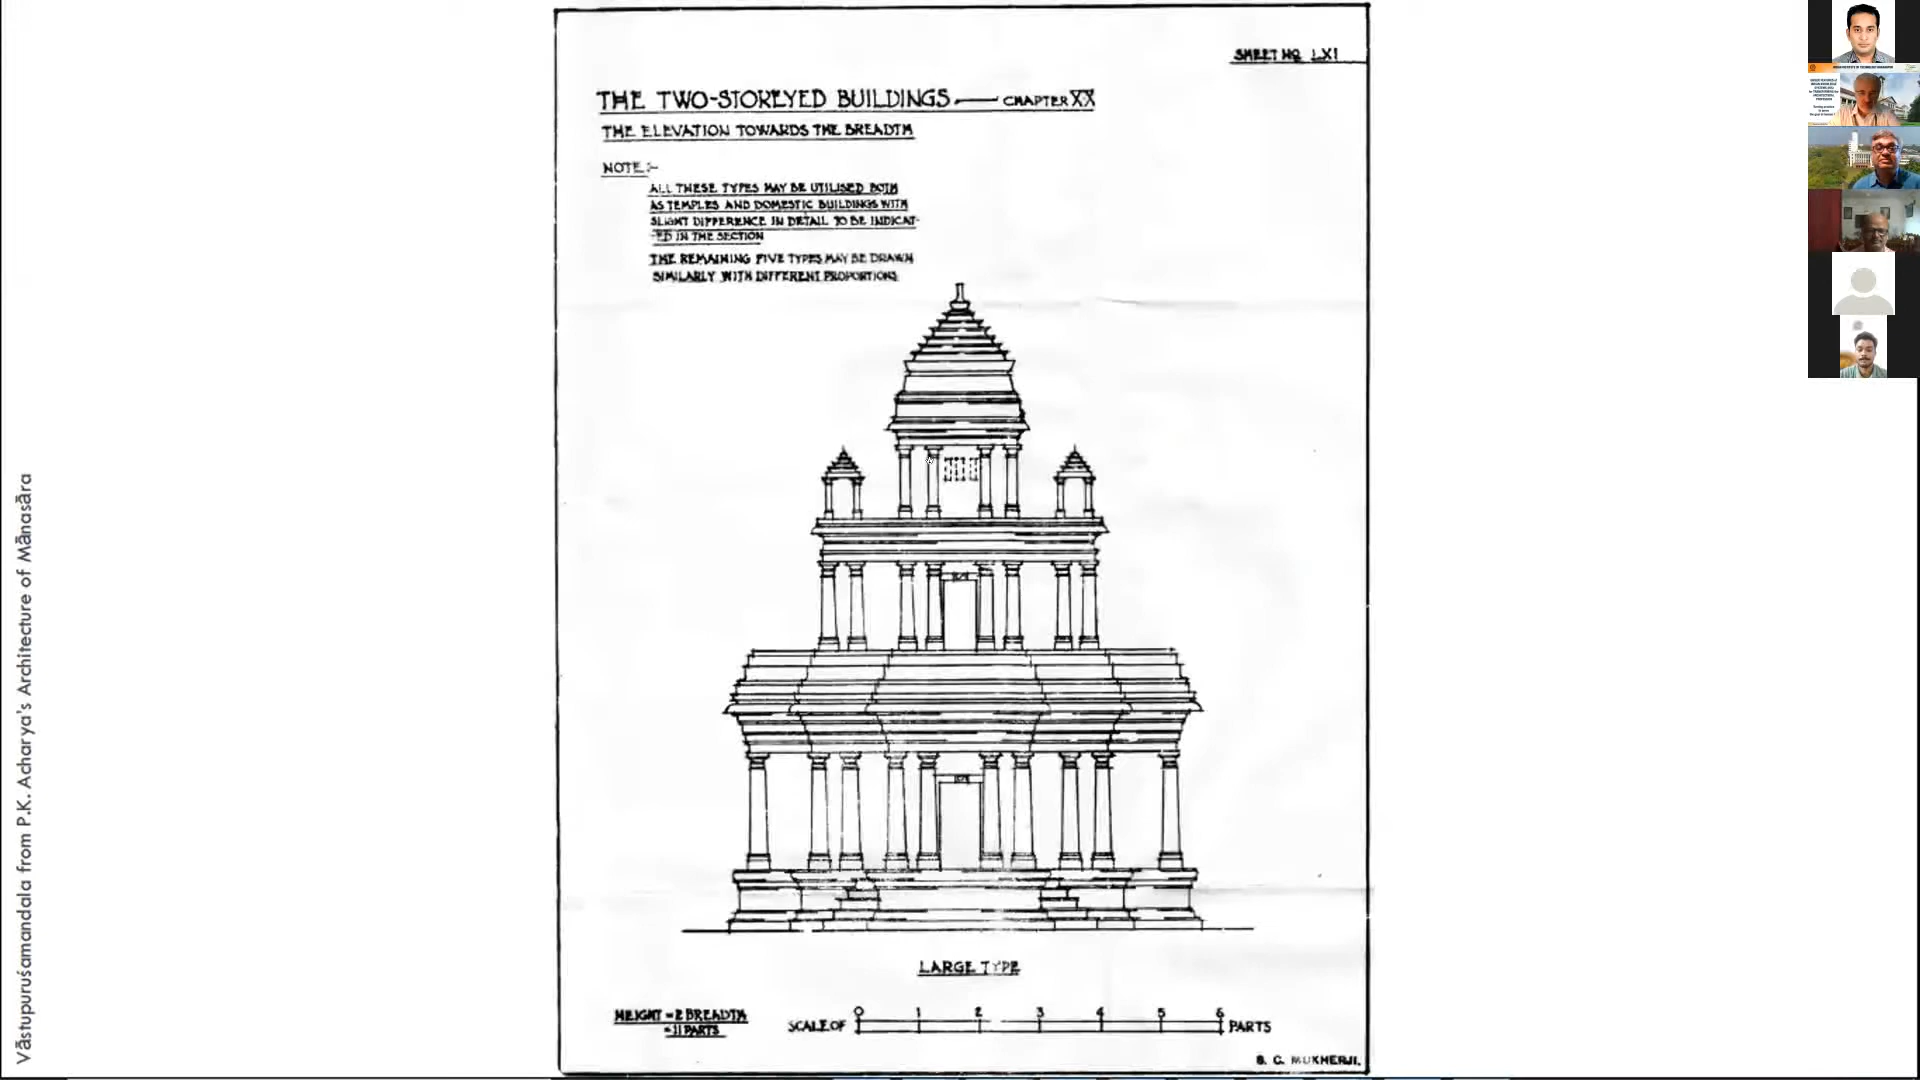 SHEET NO. LXI
THE TWO-STOREYED BUILDINGS — CHAPTER XX
THE ELEVATION TOWARDS THE BREADTH
NOTE:-
ALL THESE TYPES MAY BE UTILISED BOTH
AS TEMPLES AND DOMESTIC BUILDINGS WITH
SLIGHT DIFFERENCE IN DETAIL TO BE INDICAT-
-ED IN THE SECTION
THE REMAINING FIVE TYPES MAY BE DRAWN
SIMILARLY WITH DIFFERENT PROPORTIONS
LARGE TYPE
HEIGHT = 2 BREADTH
= 11 PARTS
SCALE OF 0 1 2 3 4 5 6 PARTS
S. C. MUKHERJI.
Vāstupuruśamandala from P.K. Acharya's Architecture of Mānasāra